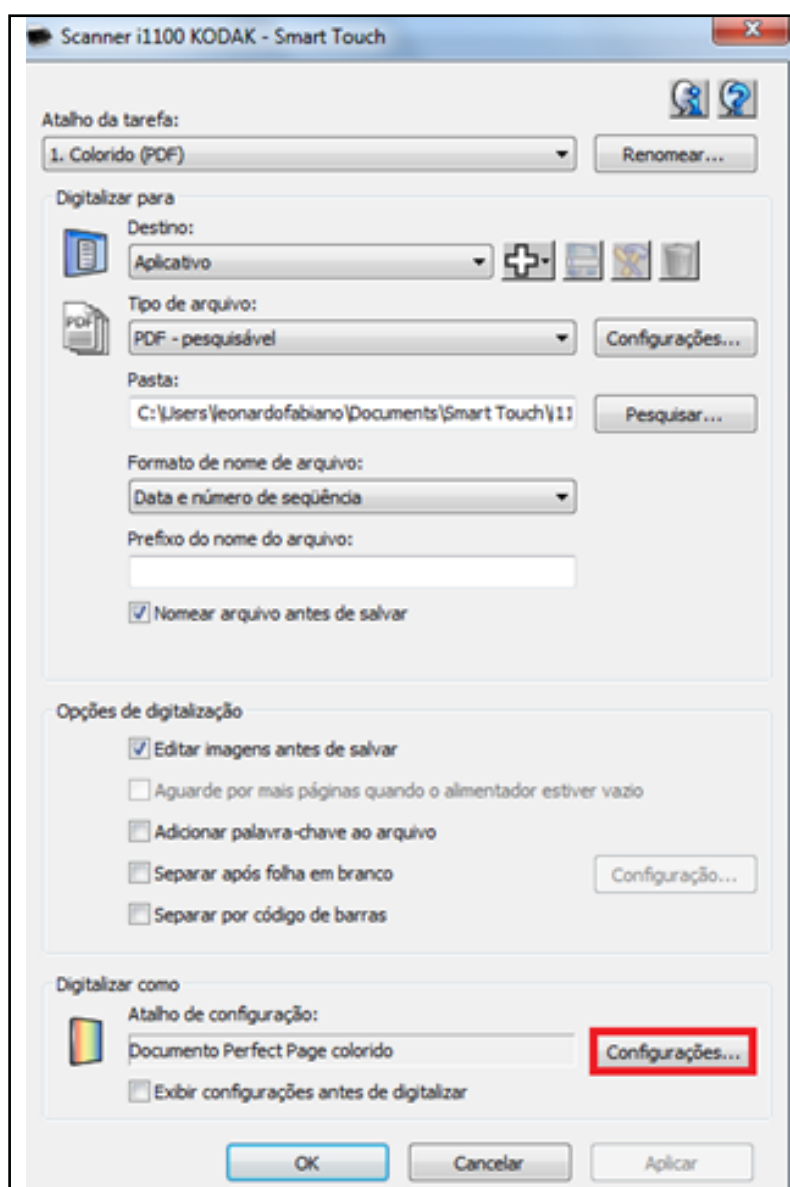 Scanner i1100 KODAK - Smart Touch
Atalho da tarefa:
1. Colorido (PDF)
Renomear...
Digitalizar para
Destino:
Aplicativo
PDF
Tipo de arquivo:
PDF - pesquisável
Configurações...
Pasta:
C:\Users\leonardofabiano\Documents\Smart Touch\i11
Pesquisar...
Formato de nome de arquivo:
Data e número de seqüência
Prefixo do nome do arquivo:
Nomear arquivo antes de salvar
Opções de digitalização
Editar imagens antes de salvar
Aguarde por mais páginas quando o alimentador estiver vazio
Adicionar palavra-chave ao arquivo
Separar após folha em branco
Configuração...
Separar por código de barras
Digitalizar como
Atalho de configuração:
Documento Perfect Page colorido
Configurações...
Exibir configurações antes de digitalizar
OK
Cancelar
Aplicar